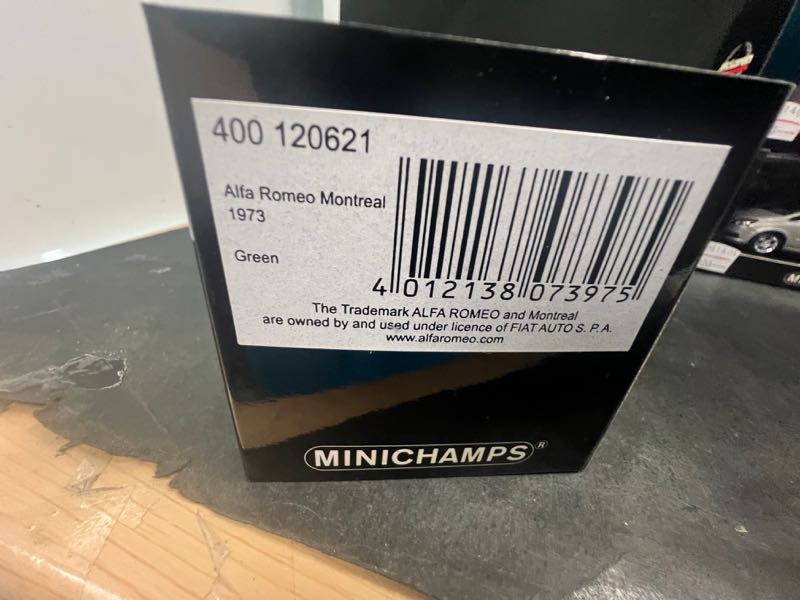 400 120621
Alfa Romeo Montreal
1973
Green
4 012138 073975
The Trademark ALFA ROMEO and Montreal
are owned by and used under licence of FIAT AUTO S. P. A.
www.alfaromeo.com
MINICHAMPS®